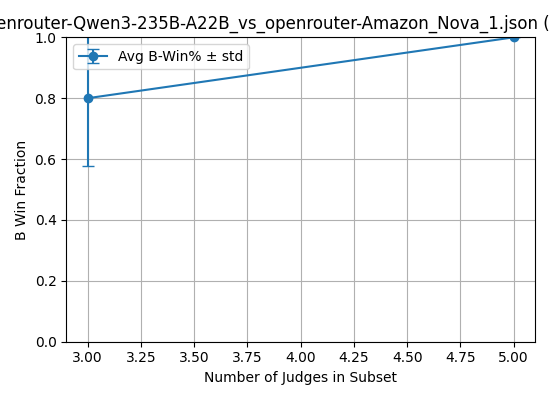 enrouter-Qwen3-235B-A22B_vs_openrouter-Amazon_Nova_1.json (
Avg B-Win% ± std
1.0
0.8
0.6
0.4
0.2
0.0
B Win Fraction
3.00 3.25 3.50 3.75 4.00 4.25 4.50 4.75 5.00
Number of Judges in Subset